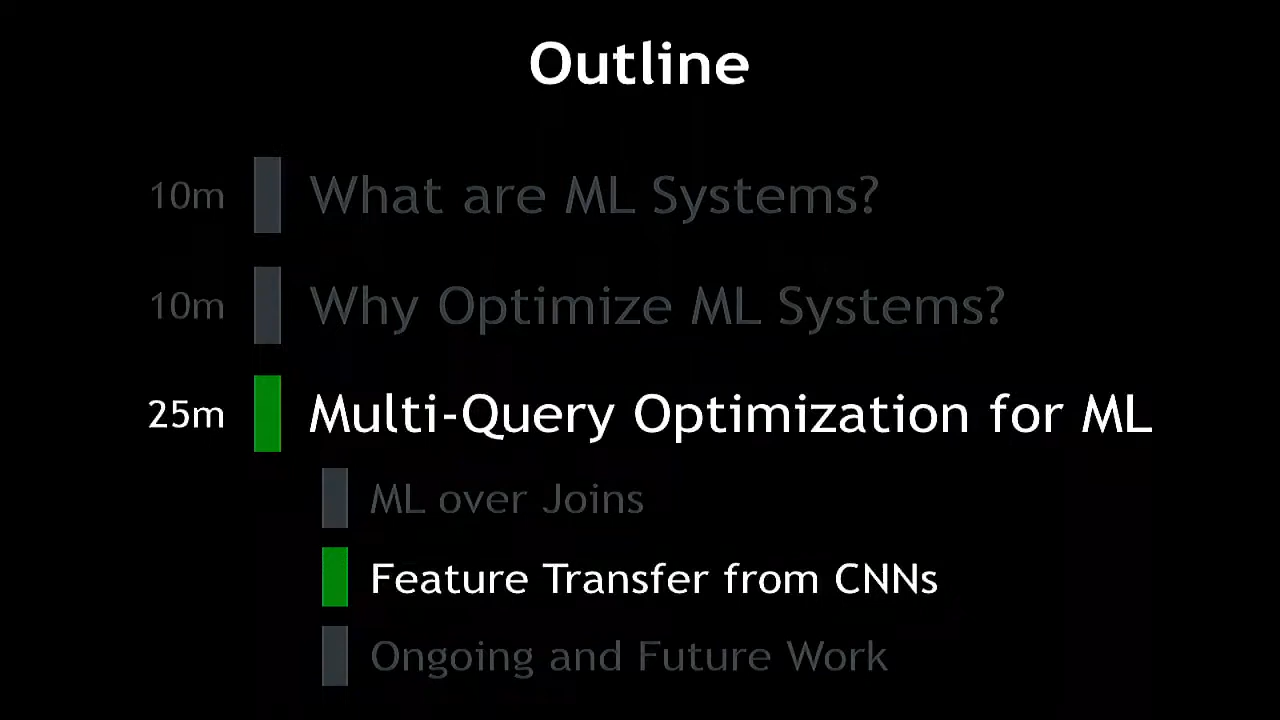 Outline
10m What are ML Systems?
10m Why Optimize ML Systems?
25m Multi-Query Optimization for ML
ML over Joins
Feature Transfer from CNNs
Ongoing and Future Work